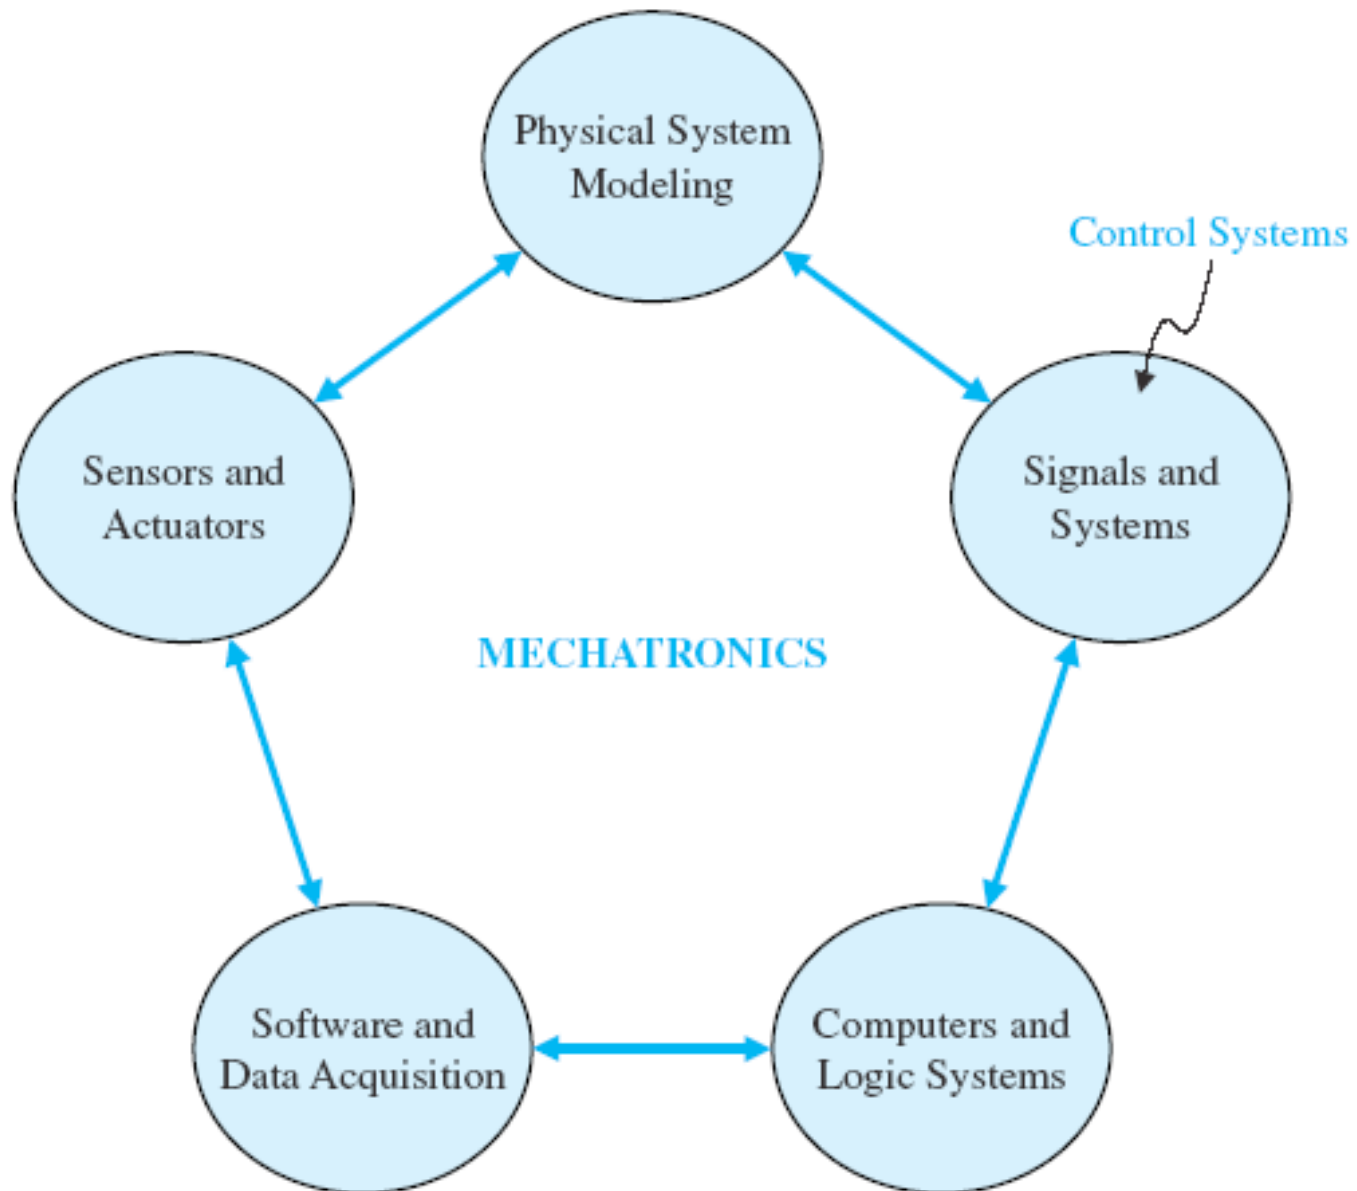 Physical System
Modeling
Control Systems
Sensors and
Actuators
Signals and
Systems
MECHATRONICS
Software and
Data Acquisition
Computers and
Logic Systems